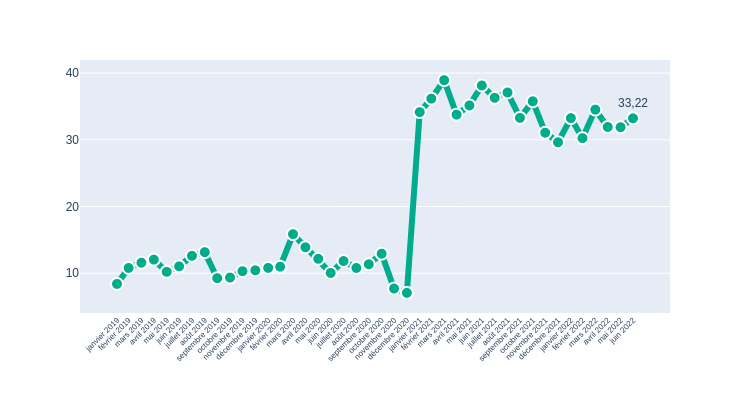 40
33,22
30
20
10
janvier 2019
février 2019
mars 2019
avril 2019
mai 2019
juin 2019
juillet 2019
août 2019
septembre 2019
octobre 2019
novembre 2019
décembre 2019
janvier 2020
février 2020
mars 2020
avril 2020
mai 2020
juin 2020
juillet 2020
août 2020
septembre 2020
octobre 2020
novembre 2020
décembre 2020
janvier 2021
février 2021
mars 2021
avril 2021
mai 2021
juin 2021
juillet 2021
août 2021
septembre 2021
octobre 2021
novembre 2021
décembre 2021
janvier 2022
février 2022
mars 2022
avril 2022
mai 2022
juin 2022